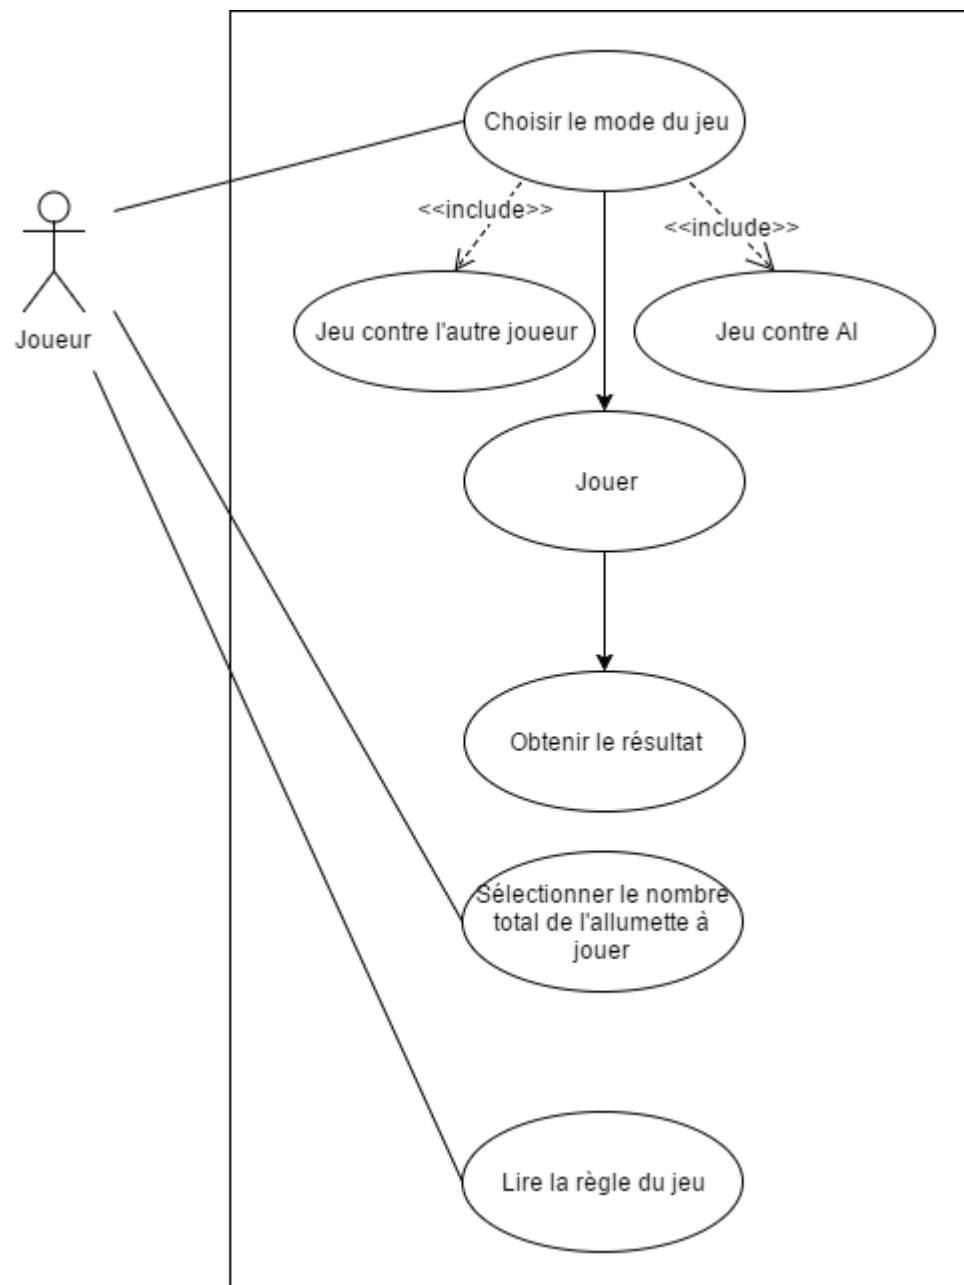 Choisir le mode du jeu
<<include>>
<<include>>
Joueur
Jeu contre l'autre joueur
Jeu contre AI
Jouer
Obtenir le résultat
Sélectionner le nombre
total de l'allumette à
jouer
Lire la règle du jeu